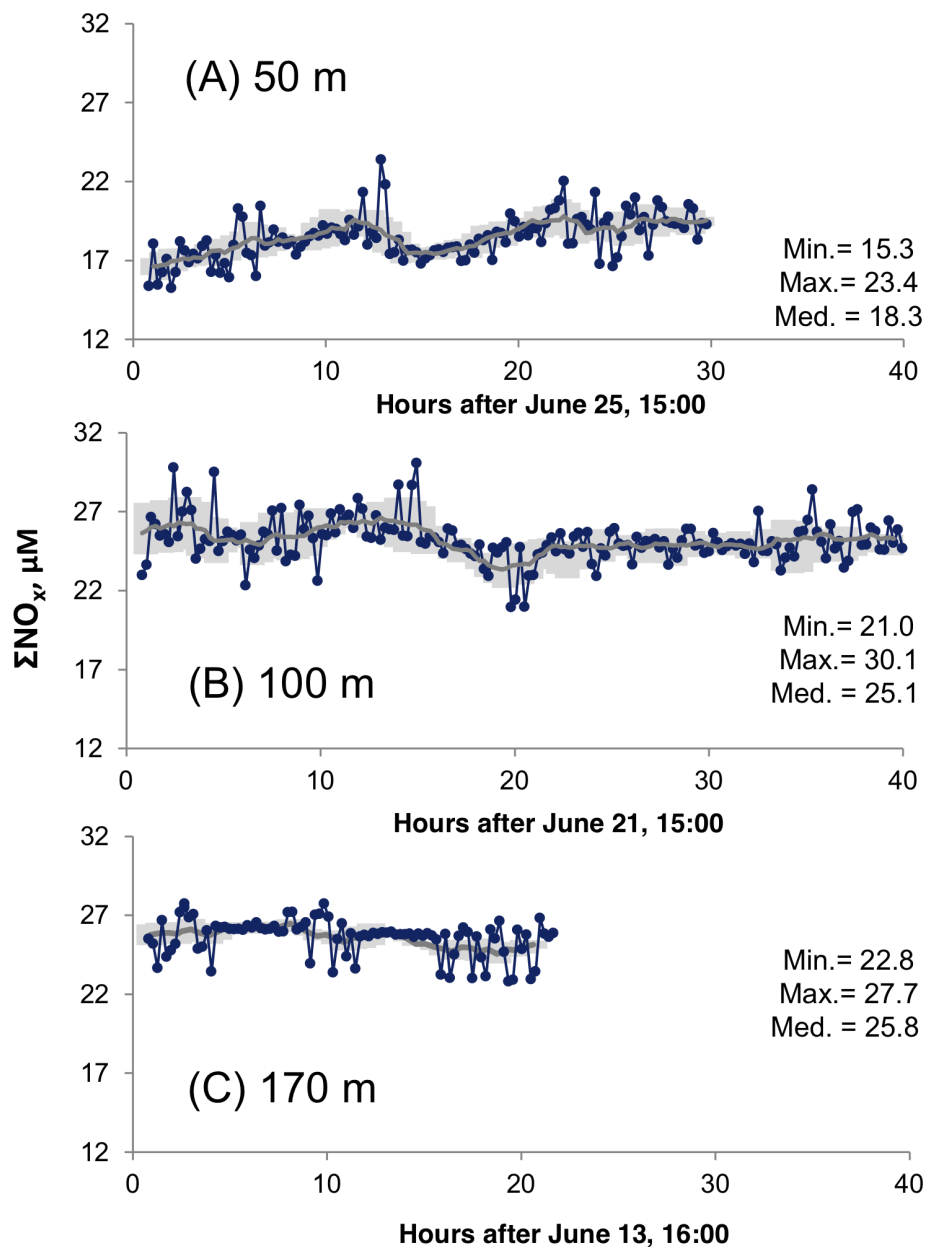 32
(A) 50 m
27
22
17
12
Min.= 15.3
Max.= 23.4
Med. = 18.3
0 10 20 30 40
Hours after June 25, 15:00
ΣNOx, µM
32
27
22
17
12
(B) 100 m
Min.= 21.0
Max.= 30.1
Med. = 25.1
0 10 20 30 40
Hours after June 21, 15:00
32
27
22
17
12
(C) 170 m
Min.= 22.8
Max.= 27.7
Med. = 25.8
0 10 20 30 40
Hours after June 13, 16:00